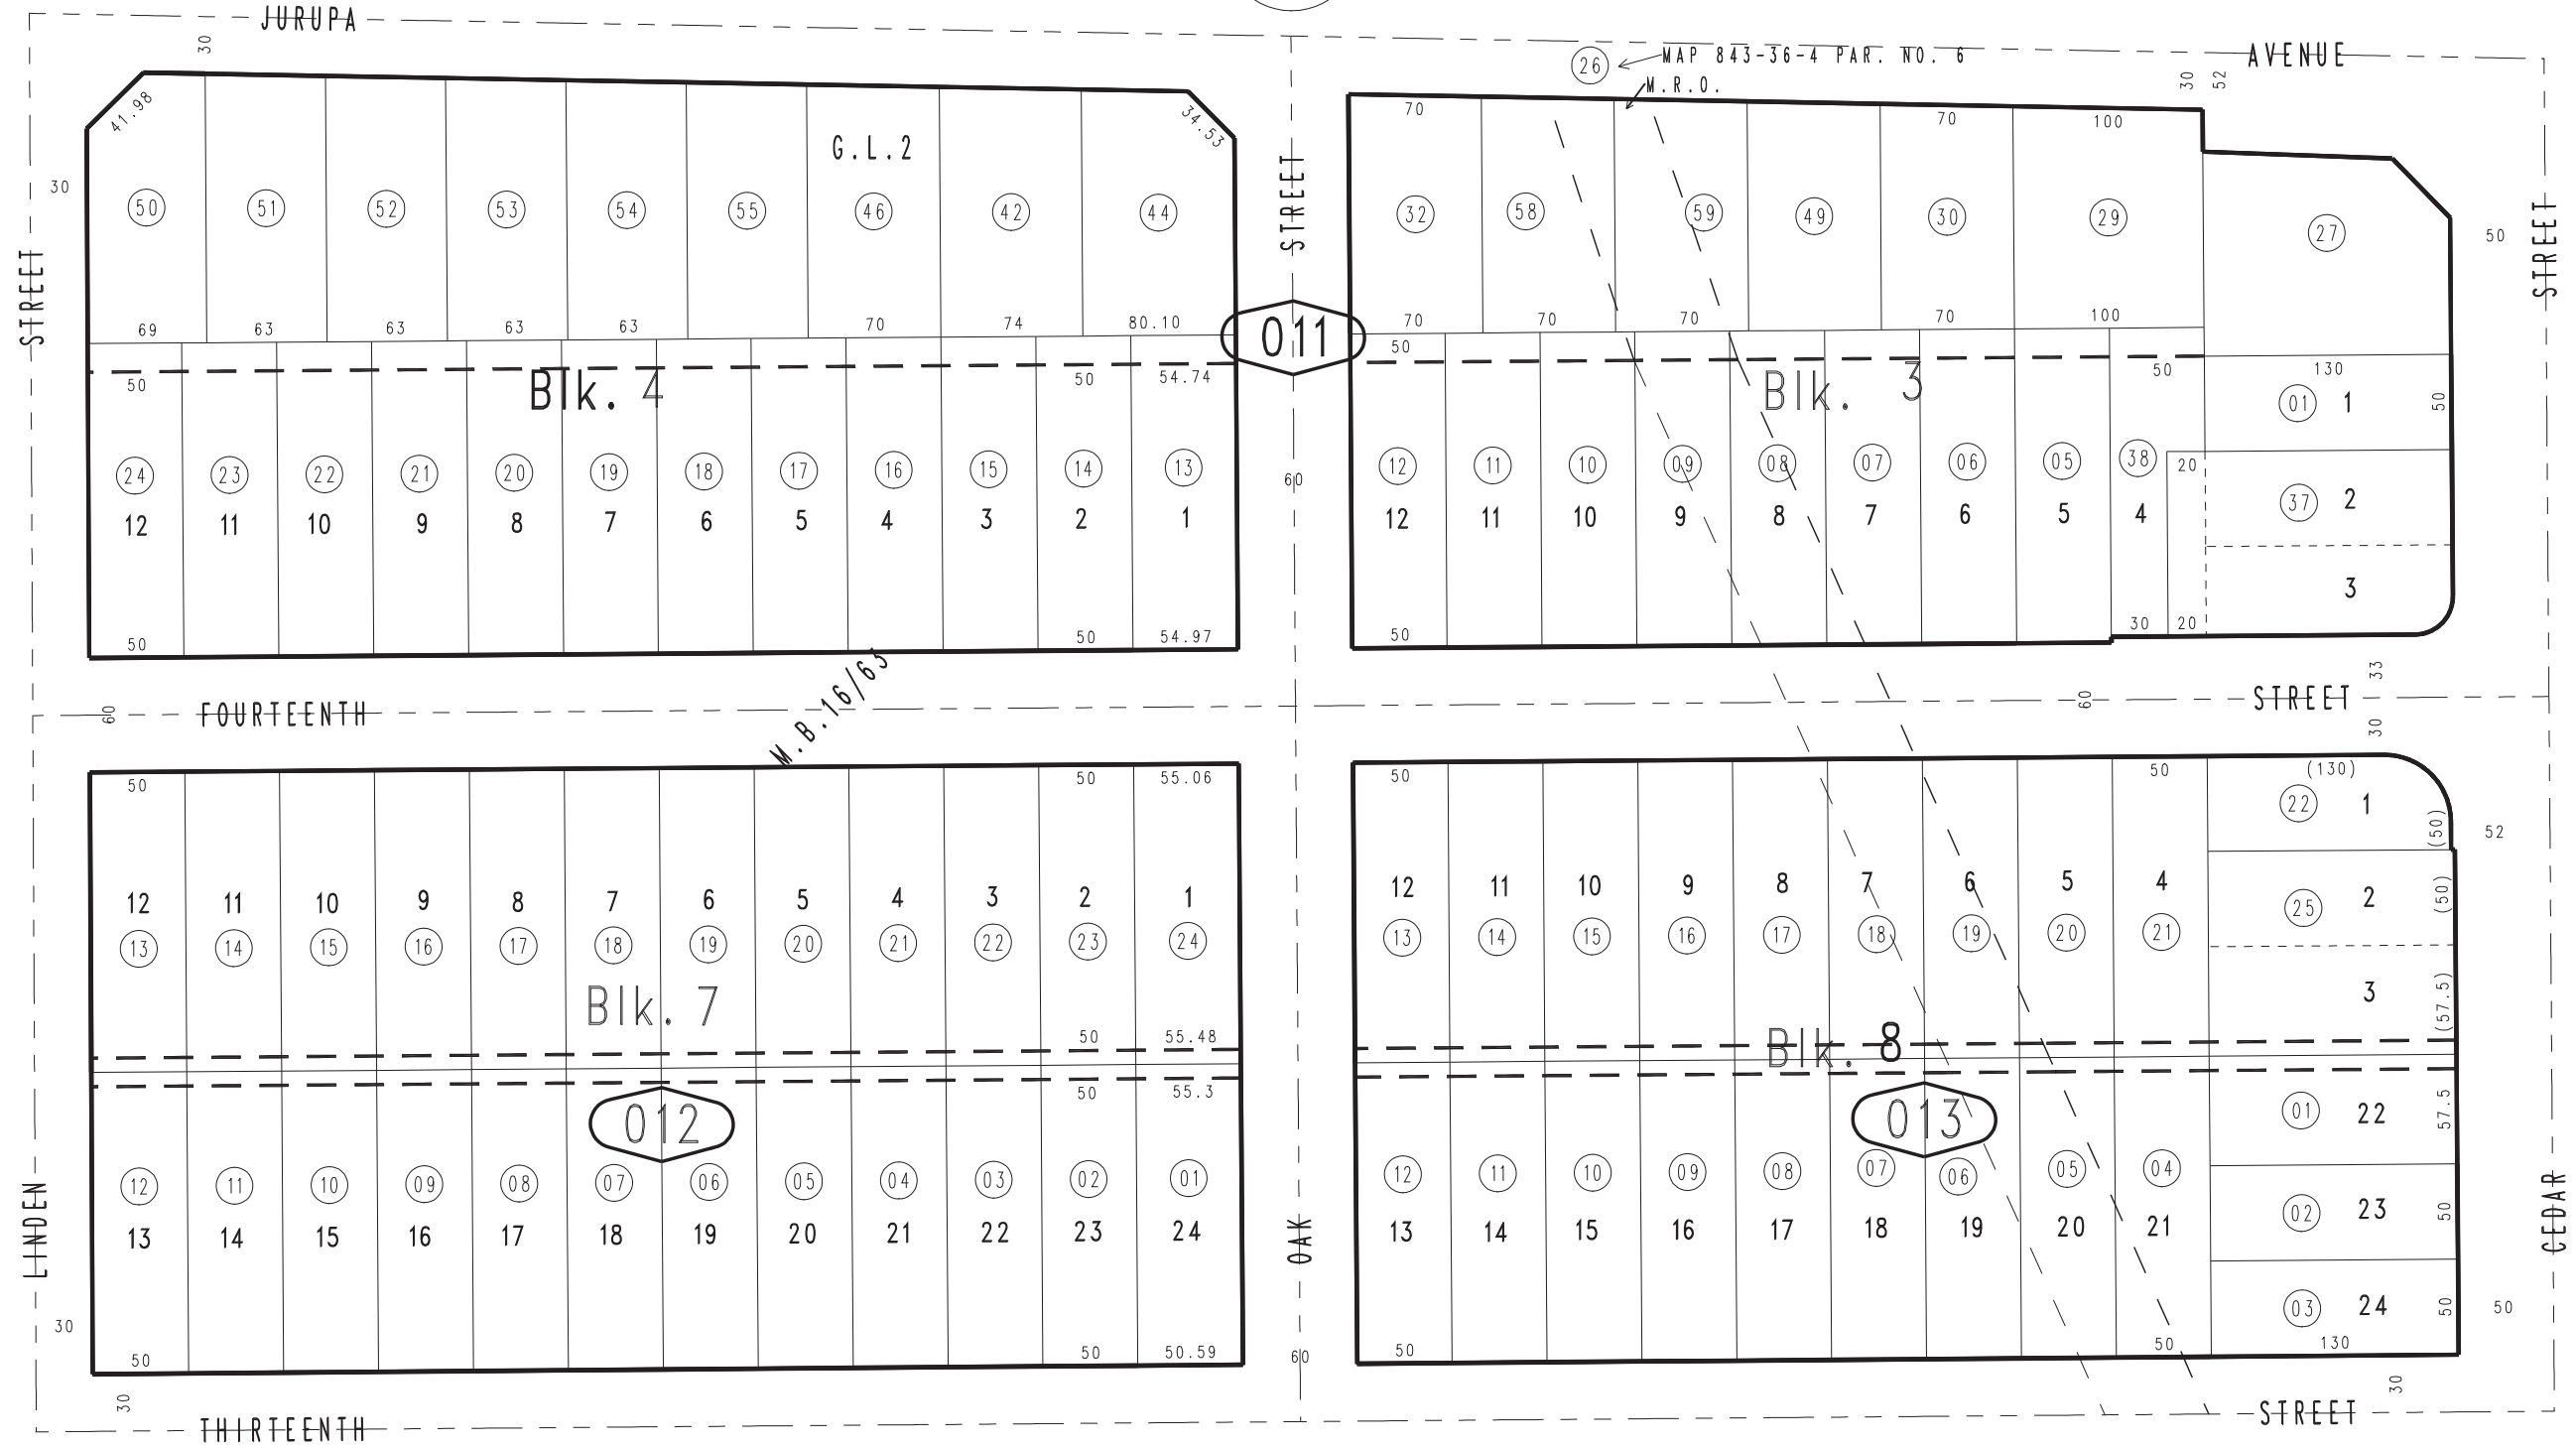 JURUPA AVENUE
30
26 MAP 843-36-4 PAR. NO. 6
M.R.O.
30 52
41.98 34.53
70 70 100
G.L.2
30 STREET STREET STREET 50
50 51 52 53 54 55 46 42 44
32 58 59 49 30 29 27
69 63 63 63 63 70 74 80.10
70 70 70 70 100
011
50 50 54.74
50 50 130
Blk. 4
Blk. 3
01 1 50
24 23 22 21 20 19 18 17 16 15 14 13
12 11 10 09 08 07 06 05 38 20
60
37 2
12 11 10 9 8 7 6 5 4 3 2 1
12 11 10 9 8 7 6 5 4
3
50 50 54.97
50 30 20
M.B.16/63
33
60 FOURTEENTH 60 STREET
30
50 50 55.06
50 50 (130)
22 1 (50) 52
12 11 10 9 8 7 6 5 4 3 2 1
12 11 10 9 8 7 6 5 4
25 2 (50)
13 14 15 16 17 18 19 20 21 22 23 24
13 14 15 16 17 18 19 20 21
3 (57.5)
Blk. 7
Blk. 8
50 55.48
50 55.3
012
013
01 22 57.5
12 11 10 09 08 07 06 05 04 03 02 01
12 11 10 09 08 07 06 05 04
02 23 50
13 14 15 16 17 18 19 20 21 22 23 24
13 14 15 16 17 18 19 20 21
LINDEN OAK CEDAR
03 24 50 50
30
50 50 50.59
60
50 50 130
30 30
THIRTEENTH STREET